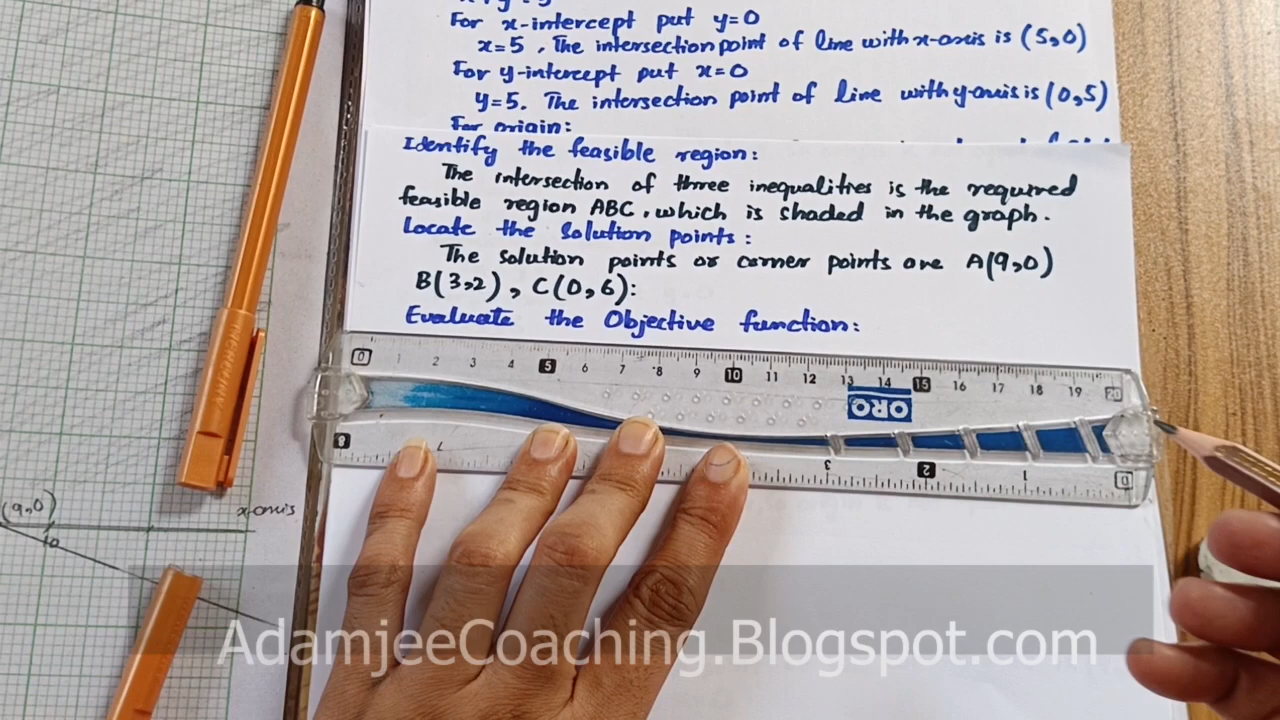 For x-intercept put y=0
x=5, The intersection point of line with x-axis is (5,0)
For y-intercept put x=0
y=5. The intersection point of line with y-axis is (0,5)
For origin:
Identify the feasible region:
The intersection of three inequalities is the required
feasible region ABC, which is shaded in the graph.
Locate the solution points:
The solution points or corner points are A(9,0)
B(3,2), C(0,6):
Evaluate the Objective function:
0 1 2 3 4 5 6 7 8 9 10 11 12 13 14 15 16 17 18 19 20
ORO
8 7 3 2 1 0
(9,0)
x-axis
10
AdamjeeCoaching.Blogspot.com